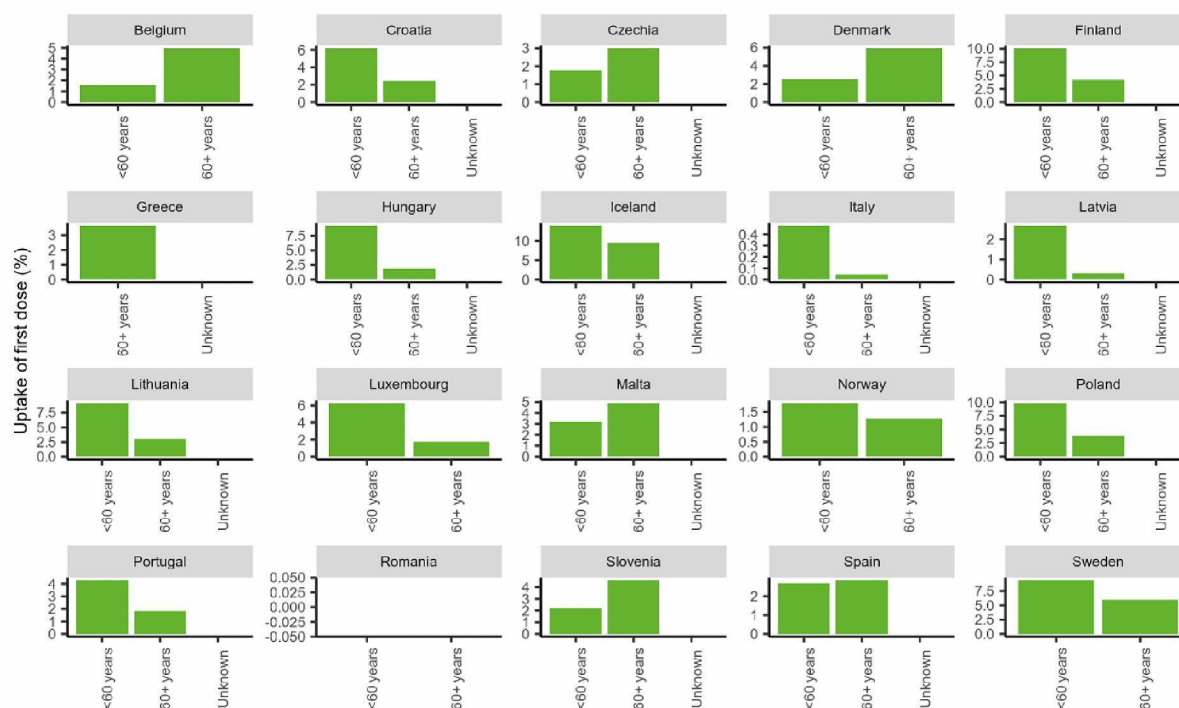 Uptake of first dose (%)
Belgium
5
4
3
2
1
0
<60 years
60+ years
Croatia
6
4
2
0
<60 years
60+ years
Unknown
Czechia
3
2
1
0
<60 years
60+ years
Unknown
Denmark
6
4
2
0
<60 years
60+ years
Finland
10.0
7.5
5.0
2.5
0.0
<60 years
60+ years
Unknown
Greece
3
2
1
0
60+ years
Unknown
Hungary
7.5
5.0
2.5
0.0
<60 years
60+ years
Unknown
Iceland
10
5
0
<60 years
60+ years
Unknown
Italy
0.4
0.3
0.2
0.1
0.0
<60 years
60+ years
Unknown
Latvia
2
1
0
<60 years
60+ years
Unknown
Lithuania
7.5
5.0
2.5
0.0
<60 years
60+ years
Unknown
Luxembourg
6
4
2
0
<60 years
60+ years
Malta
5
4
3
2
1
0
<60 years
60+ years
Unknown
Norway
1.5
1.0
0.5
0.0
<60 years
60+ years
Poland
10.0
7.5
5.0
2.5
0.0
<60 years
60+ years
Unknown
Portugal
4
3
2
1
0
<60 years
60+ years
Unknown
Romania
0.050
0.025
0.000
-0.025
-0.050
<60 years
60+ years
Slovenia
4
3
2
1
0
<60 years
60+ years
Unknown
Spain
2
1
0
<60 years
60+ years
Unknown
Sweden
7.5
5.0
2.5
0.0
<60 years
60+ years